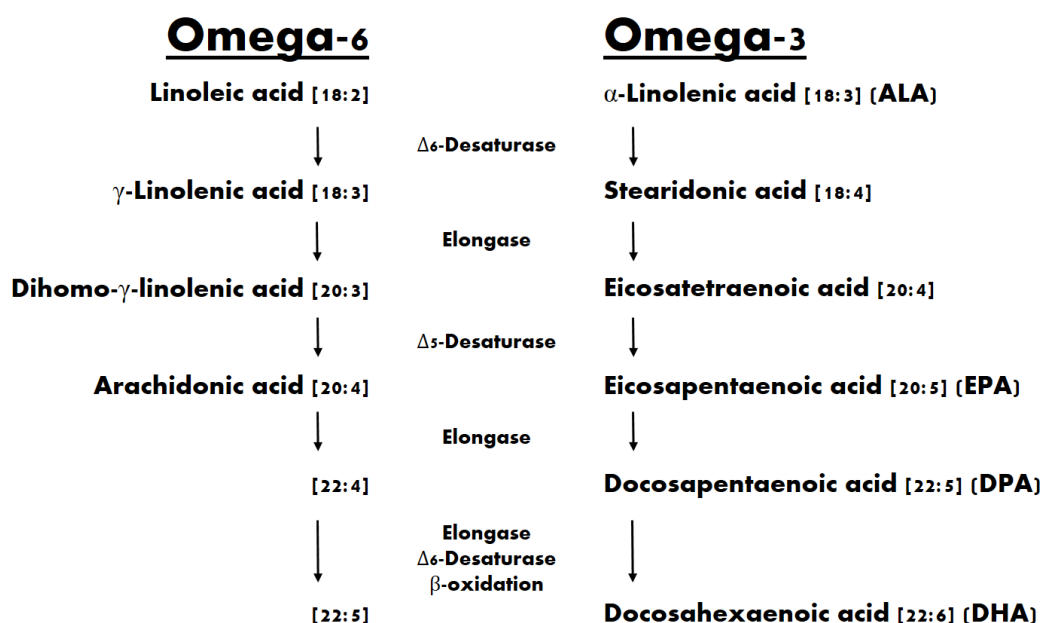 Omega-6 Omega-3
Linoleic acid [18:2] α-Linolenic acid [18:3] (ALA)
Δ6-Desaturase
γ-Linolenic acid [18:3] Stearidonic acid [18:4]
Elongase
Dihomo-γ-linolenic acid [20:3] Eicosatetraenoic acid [20:4]
Δ5-Desaturase
Arachidonic acid [20:4] Eicosapentaenoic acid [20:5] (EPA)
Elongase
[22:4] Docosapentaenoic acid [22:5] (DPA)
Elongase
Δ6-Desaturase
β-oxidation
[22:5] Docosahexaenoic acid [22:6] (DHA)